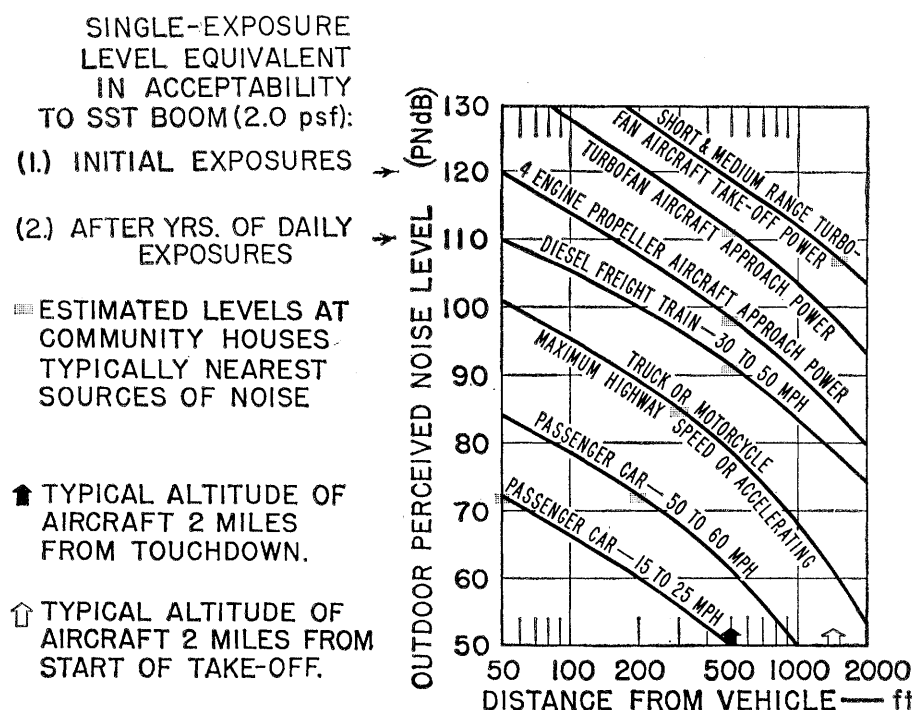 SINGLE-EXPOSURE
LEVEL EQUIVALENT
IN ACCEPTABILITY
TO SST BOOM (2.0 psf):
(1.) INITIAL EXPOSURES
(2.) AFTER YRS. OF DAILY
EXPOSURES
ESTIMATED LEVELS AT
COMMUNITY HOUSES
TYPICALLY NEAREST
SOURCES OF NOISE
TYPICAL ALTITUDE OF
AIRCRAFT 2 MILES
FROM TOUCHDOWN.
TYPICAL ALTITUDE OF
AIRCRAFT 2 MILES FROM
START OF TAKE-OFF.
OUTDOOR PERCEIVED NOISE LEVEL (PNdB)
130
120
110
100
90
80
70
60
50
SHORT & MEDIUM RANGE TURBO-
FAN AIRCRAFT TAKE-OFF POWER
TURBOFAN AIRCRAFT APPROACH POWER
4 ENGINE PROPELLER AIRCRAFT APPROACH POWER
DIESEL FREIGHT TRAIN—30 TO 50 MPH
TRUCK OR MOTORCYCLE
MAXIMUM HIGHWAY SPEED OR ACCELERATING
PASSENGER CAR—50 TO 60 MPH
PASSENGER CAR—15 TO 25 MPH
50 100 200 500 1000 2000
DISTANCE FROM VEHICLE — ft